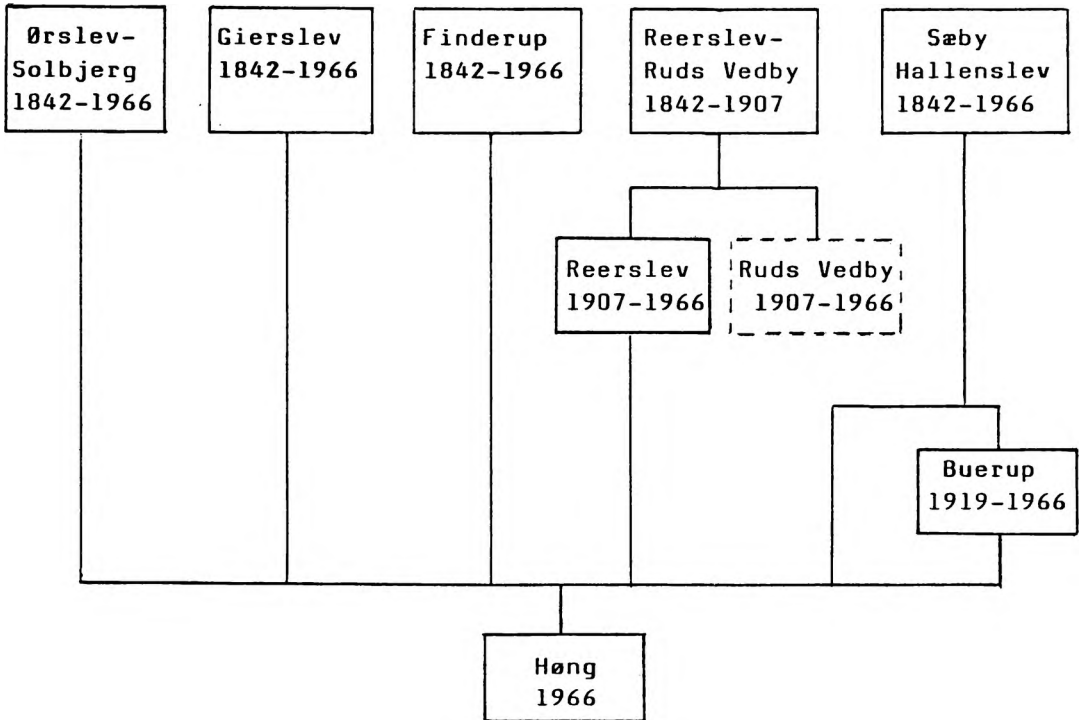 Ørslev-
Solbjerg
1842-1966
Gierslev
1842-1966
Finderup
1842-1966
Reerslev-
Ruds Vedby
1842-1907
Sæby
Hallenslev
1842-1966
Reerslev
1907-1966
Ruds Vedby
1907-1966
Buerup
1919-1966
Høng
1966